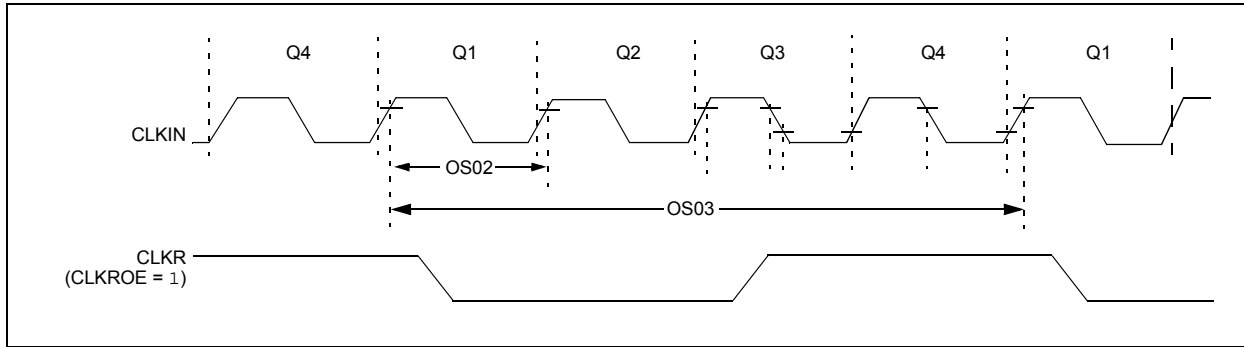 Q4 Q1 Q2 Q3 Q4 Q1
CLKIN
OS02
OS03
CLKR
(CLKROE = 1)